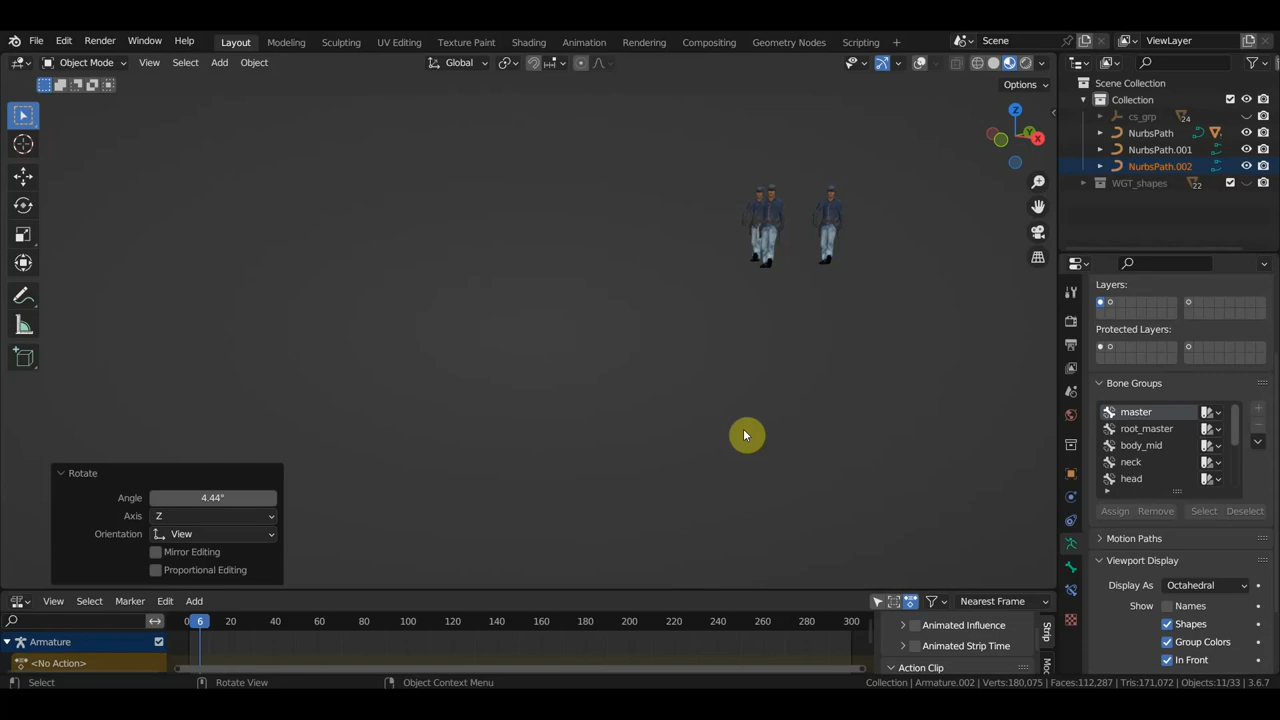 File Edit Render Window Help Layout Modeling Sculpting UV Editing Texture Paint Shading Animation Rendering Compositing Geometry Nodes Scripting + Scene ViewLayer
Object Mode View Select Add Object Global
Options
Scene Collection
Collection
cs_grp 24
NurbsPath
NurbsPath.001
NurbsPath.002
WGT_shapes 22
Z
Y
X
Layers:
Protected Layers:
Bone Groups
master
root_master
body_mid
neck
head
Assign Remove Select Deselect
Motion Paths
Viewport Display
Display As Octahedral
Show Names
Shapes
Group Colors
In Front
Rotate
Angle 4.44°
Axis Z
Orientation View
Mirror Editing
Proportional Editing
View Select Marker Edit Add Nearest Frame
0 6 20 40 60 80 100 120 140 160 180 200 220 240 260 280 300
Armature
<No Action>
Animated Influence
Animated Strip Time
Action Clip
Strip
Select Rotate View Object Context Menu Collection | Armature.002 | Verts:180,075 | Faces:112,287 | Tris:171,072 | Objects:11/33 | 3.6.7